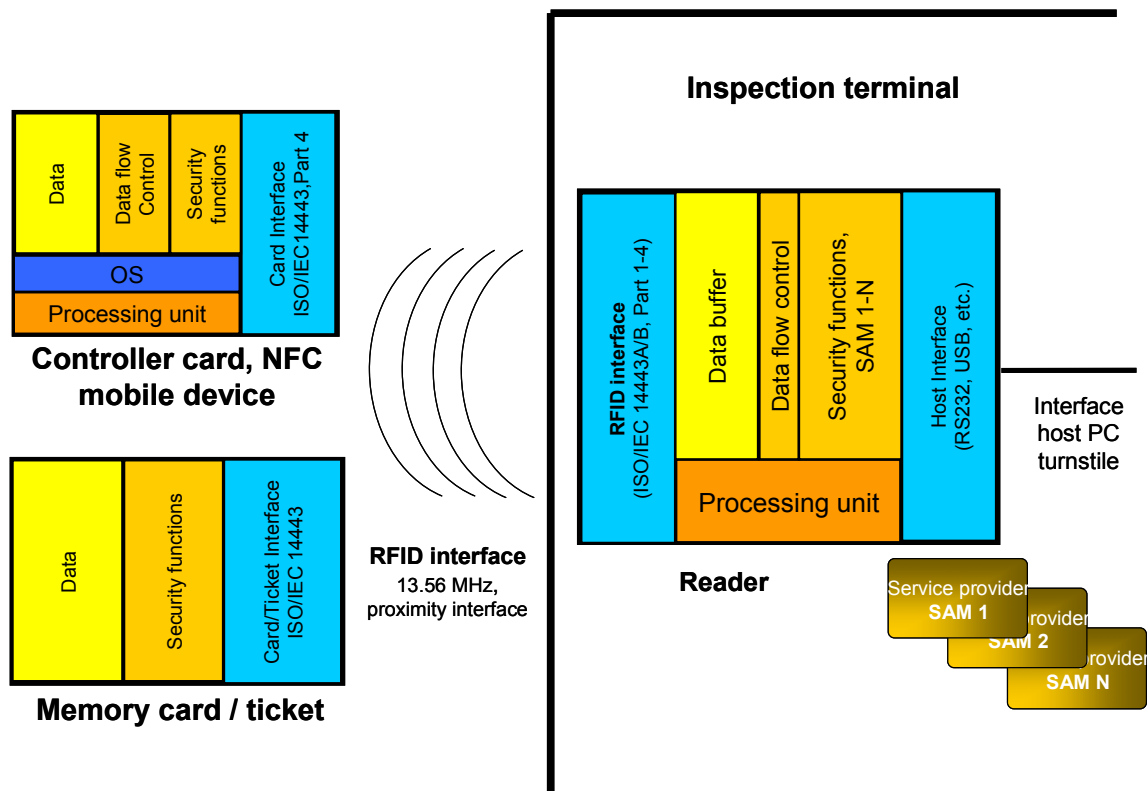 Inspection terminal
Data
Data flow
Control
Security
functions
Card Interface
ISO/IEC14443,Part 4
OS
Processing unit
Controller card, NFC
mobile device
Data
Security functions
Card/Ticket Interface
ISO/IEC 14443
Memory card / ticket
RFID interface
13.56 MHz,
proximity interface
RFID interface
(ISO/IEC 14443A/B, Part 1-4)
Data buffer
Data flow control
Security functions,
SAM 1-N
Host Interface
(RS232, USB, etc.)
Processing unit
Reader
Interface
host PC
turnstile
Service provider
SAM 1
provider
SAM 2
provider
SAM N